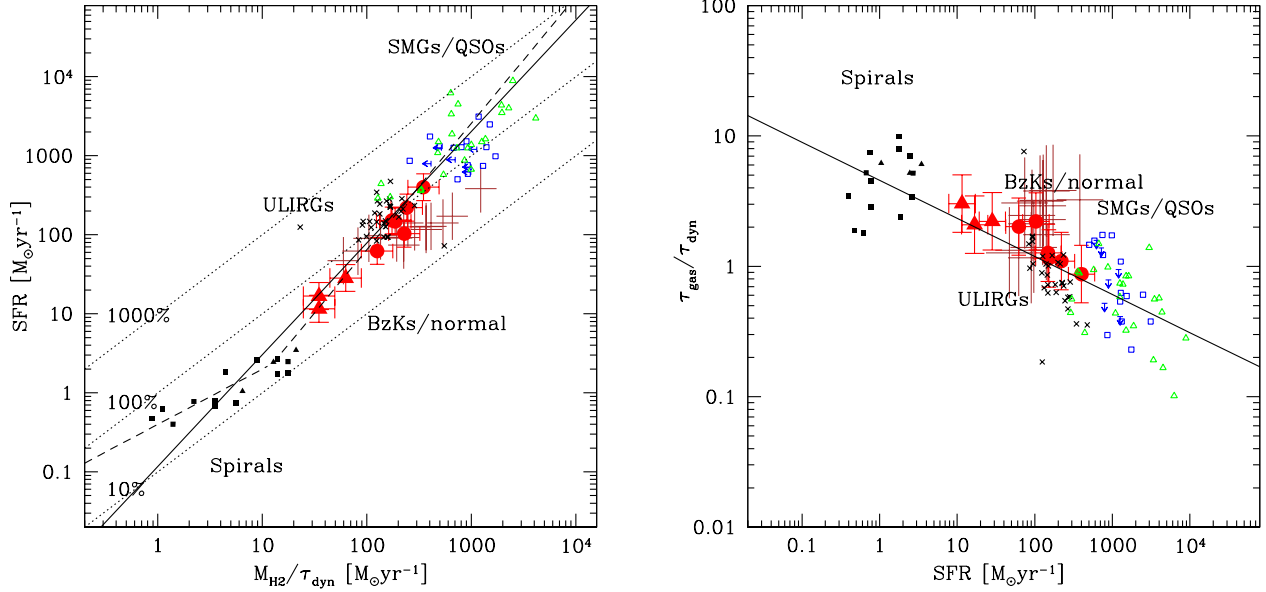 10⁴
1000
100
10
1
0.1
SFR [M⊙yr⁻¹]
SMGs/QSOs
ULIRGs
BzKs/normal
Spirals
1000%
100%
10%
1
10
100
1000
10⁴
M_H2/τ_dyn [M⊙yr⁻¹]
100
10
1
0.1
0.01
τ_gas/τ_dyn
Spirals
BzKs/normal
SMGs/QSOs
ULIRGs
0.1
1
10
100
1000
10⁴
SFR [M⊙yr⁻¹]